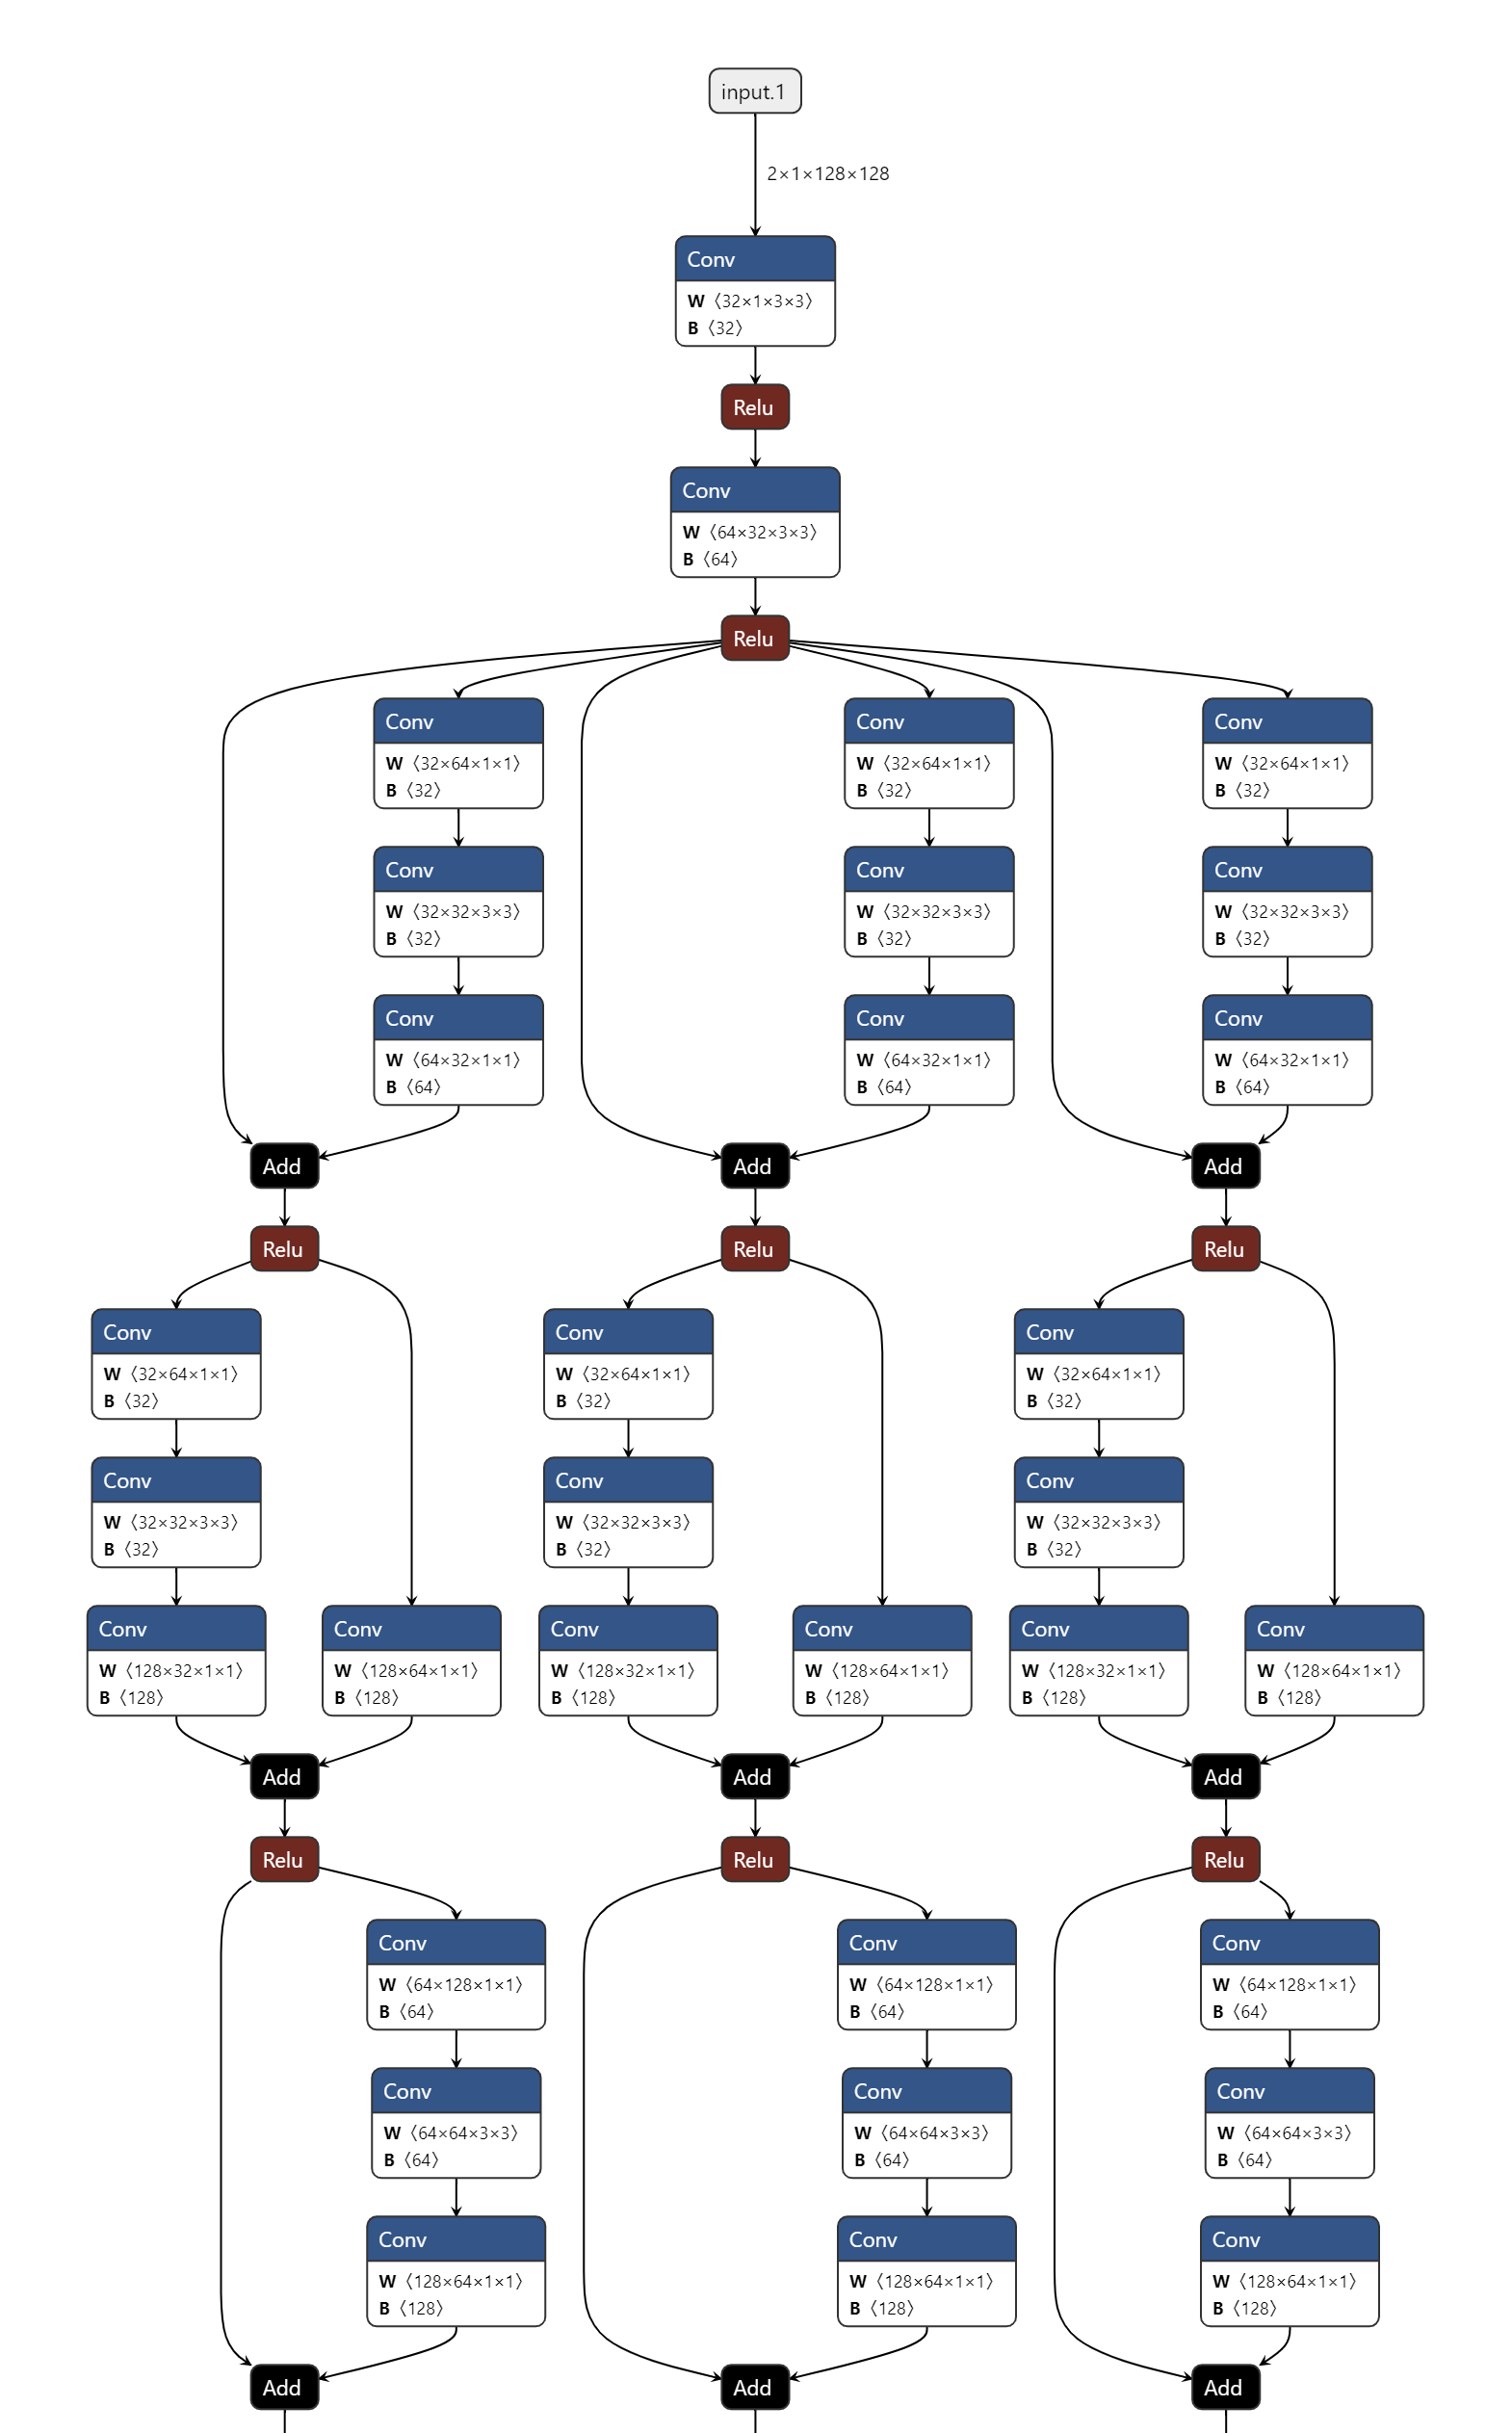 input.1
2×1×128×128
Conv
W〈32×1×3×3〉
B〈32〉
Relu
Conv
W〈64×32×3×3〉
B〈64〉
Relu
Conv
W〈32×64×1×1〉
B〈32〉
Conv
W〈32×64×1×1〉
B〈32〉
Conv
W〈32×64×1×1〉
B〈32〉
Conv
W〈32×32×3×3〉
B〈32〉
Conv
W〈32×32×3×3〉
B〈32〉
Conv
W〈32×32×3×3〉
B〈32〉
Conv
W〈64×32×1×1〉
B〈64〉
Conv
W〈64×32×1×1〉
B〈64〉
Conv
W〈64×32×1×1〉
B〈64〉
Add
Add
Add
Relu
Relu
Relu
Conv
W〈32×64×1×1〉
B〈32〉
Conv
W〈32×64×1×1〉
B〈32〉
Conv
W〈32×64×1×1〉
B〈32〉
Conv
W〈32×32×3×3〉
B〈32〉
Conv
W〈32×32×3×3〉
B〈32〉
Conv
W〈32×32×3×3〉
B〈32〉
Conv
W〈128×32×1×1〉
B〈128〉
Conv
W〈128×64×1×1〉
B〈128〉
Conv
W〈128×32×1×1〉
B〈128〉
Conv
W〈128×64×1×1〉
B〈128〉
Conv
W〈128×32×1×1〉
B〈128〉
Conv
W〈128×64×1×1〉
B〈128〉
Add
Add
Add
Relu
Relu
Relu
Conv
W〈64×128×1×1〉
B〈64〉
Conv
W〈64×128×1×1〉
B〈64〉
Conv
W〈64×128×1×1〉
B〈64〉
Conv
W〈64×64×3×3〉
B〈64〉
Conv
W〈64×64×3×3〉
B〈64〉
Conv
W〈64×64×3×3〉
B〈64〉
Conv
W〈128×64×1×1〉
B〈128〉
Conv
W〈128×64×1×1〉
B〈128〉
Conv
W〈128×64×1×1〉
B〈128〉
Add
Add
Add